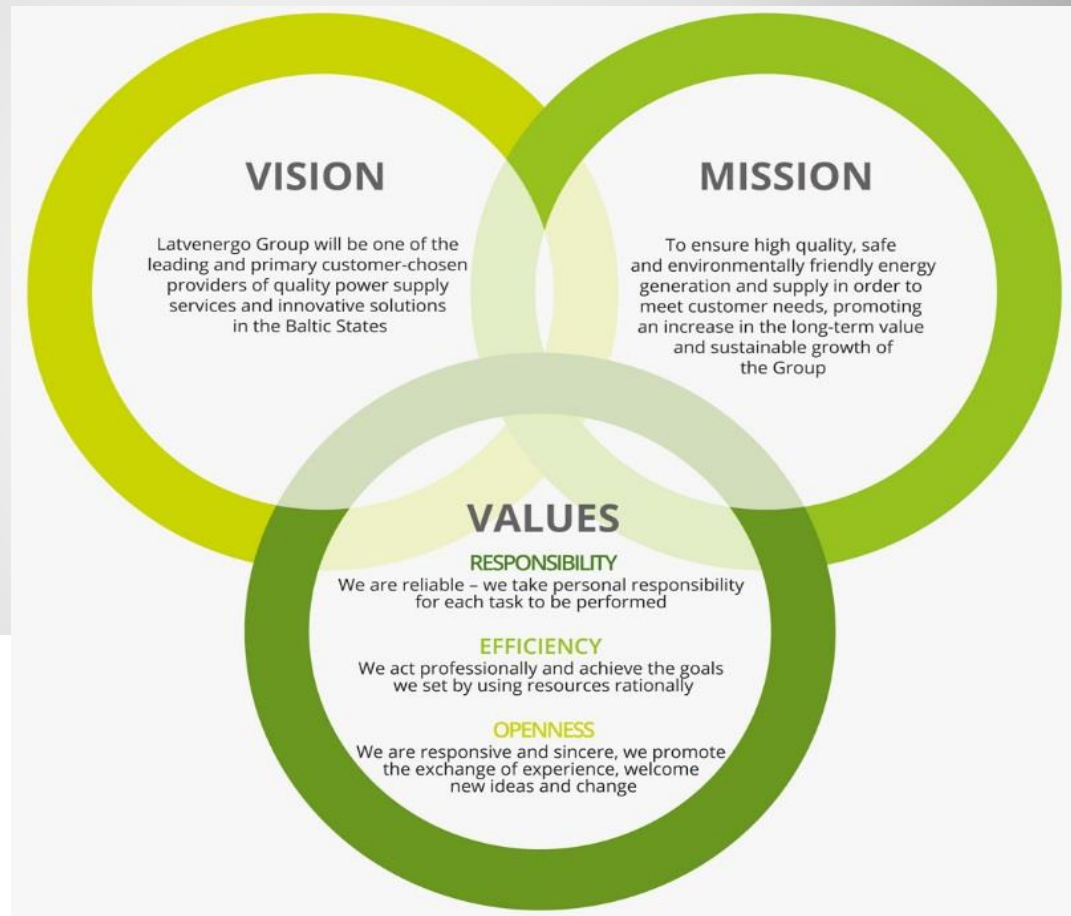 VISION
Latvenergo Group will be one of the
leading and primary customer-chosen
providers of quality power supply
services and innovative solutions
in the Baltic States
MISSION
To ensure high quality, safe
and environmentally friendly energy
generation and supply in order to
meet customer needs, promoting
an increase in the long-term value
and sustainable growth of
the Group
VALUES
RESPONSIBILITY
We are reliable – we take personal responsibility
for each task to be performed
EFFICIENCY
We act professionally and achieve the goals
we set by using resources rationally
OPENNESS
We are responsive and sincere, we promote
the exchange of experience, welcome
new ideas and change